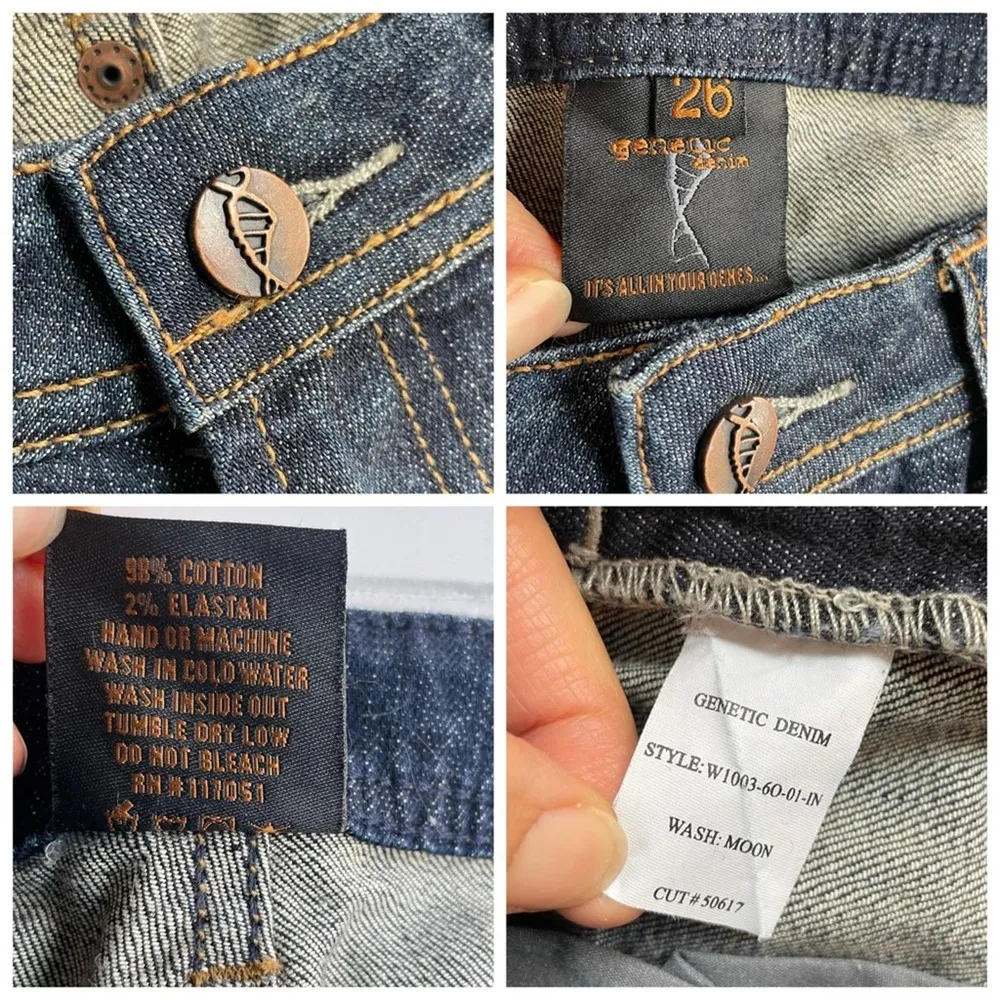 26
genetic
denim
IT'S ALL IN YOUR GENES...
98% COTTON
2% ELASTAN
HAND OR MACHINE
WASH IN COLD WATER
WASH INSIDE OUT
TUMBLE DRY LOW
DO NOT BLEACH
RN # 117051
GENETIC DENIM
STYLE: W1003-6O-01-IN
WASH: MOON
CUT # 50617